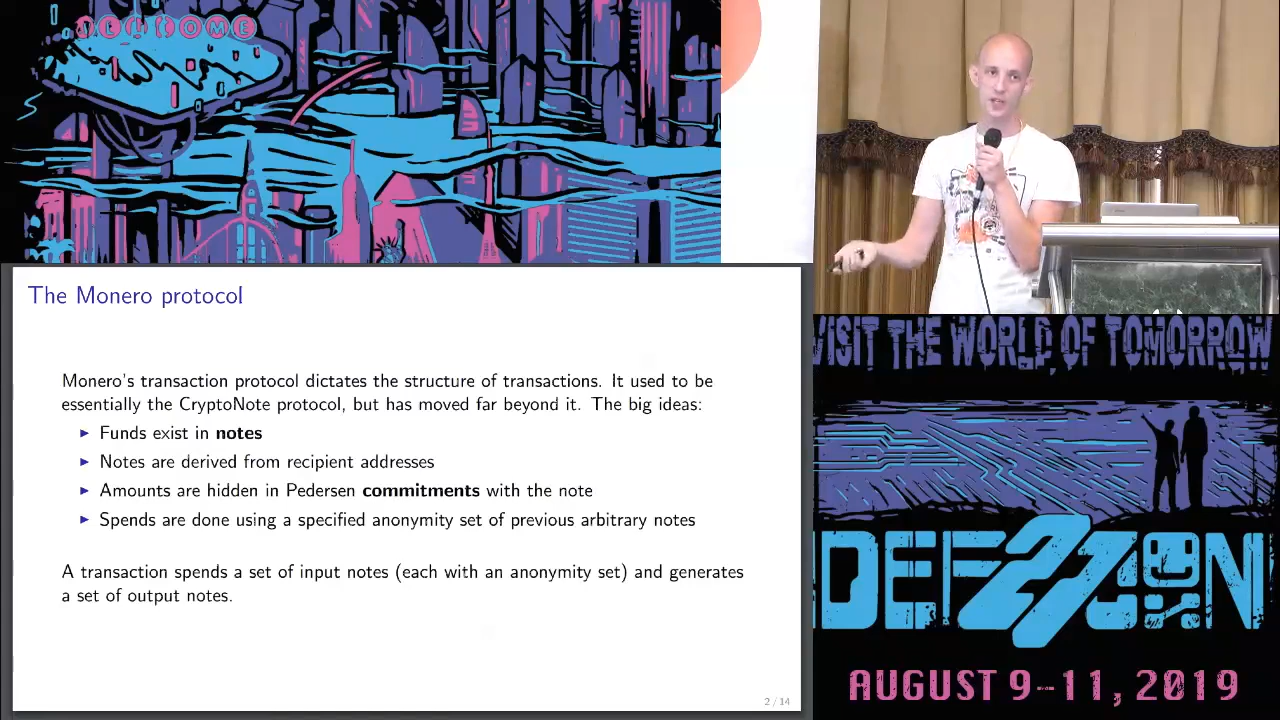 WELCOME
The Monero protocol
Monero's transaction protocol dictates the structure of transactions. It used to be
essentially the CryptoNote protocol, but has moved far beyond it. The big ideas:
▶ Funds exist in notes
▶ Notes are derived from recipient addresses
▶ Amounts are hidden in Pedersen commitments with the note
▶ Spends are done using a specified anonymity set of previous arbitrary notes
A transaction spends a set of input notes (each with an anonymity set) and generates
a set of output notes.
2 / 14
VISIT THE WORLD OF TOMORROW
DEF 27 CON
AUGUST 9--11, 2019